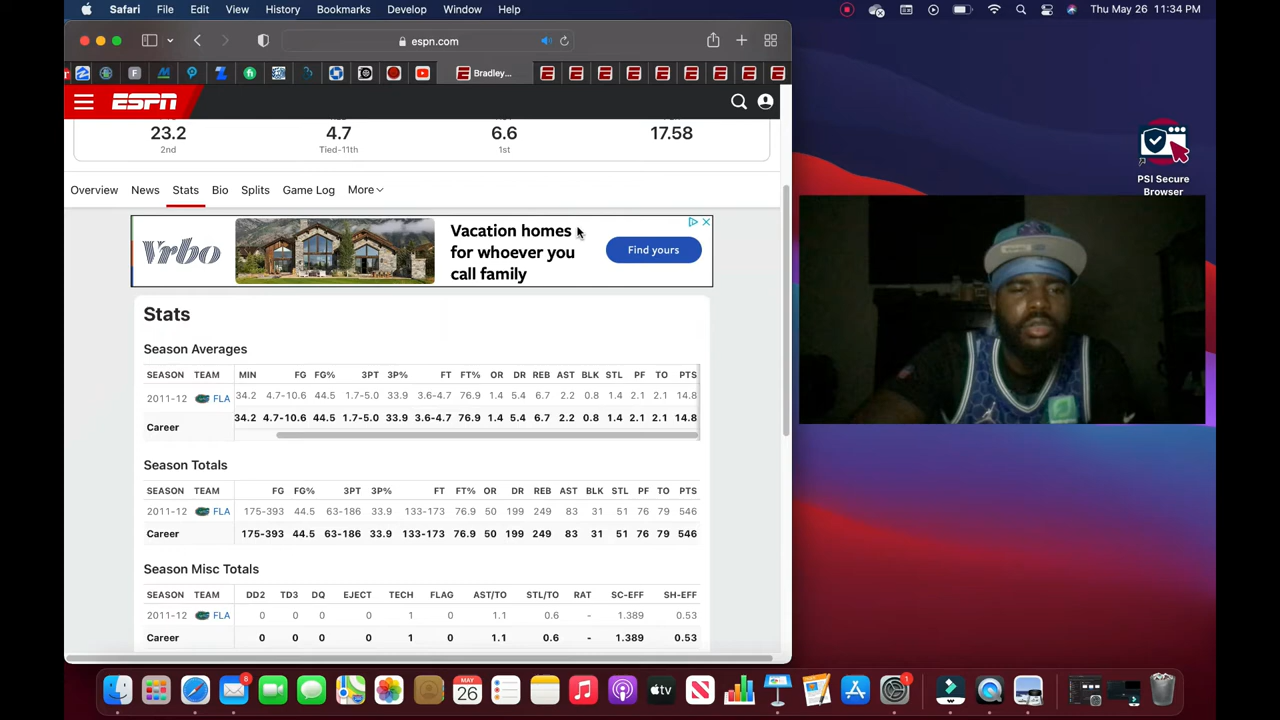 Safari File Edit View History Bookmarks Develop Window Help Thu May 26 11:34 PM
espn.com
Bradley...
ESPN
23.2 4.7 6.6 17.58
2nd Tied-11th 1st
Overview News Stats Bio Splits Game Log More
Vrbo
Vacation homes
for whoever you
call family
Find yours
Stats
Season Averages
SEASON TEAM MIN FG FG% 3PT 3P% FT FT% OR DR REB AST BLK STL PF TO PTS
2011-12 FLA 34.2 4.7-10.6 44.5 1.7-5.0 33.9 3.6-4.7 76.9 1.4 5.4 6.7 2.2 0.8 1.4 2.1 2.1 14.8
Career 34.2 4.7-10.6 44.5 1.7-5.0 33.9 3.6-4.7 76.9 1.4 5.4 6.7 2.2 0.8 1.4 2.1 2.1 14.8
Season Totals
SEASON TEAM FG FG% 3PT 3P% FT FT% OR DR REB AST BLK STL PF TO PTS
2011-12 FLA 175-393 44.5 63-186 33.9 133-173 76.9 50 199 249 83 31 51 76 79 546
Career 175-393 44.5 63-186 33.9 133-173 76.9 50 199 249 83 31 51 76 79 546
Season Misc Totals
SEASON TEAM DD2 TD3 DQ EJECT TECH FLAG AST/TO STL/TO RAT SC-EFF SH-EFF
2011-12 FLA 0 0 0 0 1 0 1.1 0.6 - 1.389 0.53
Career 0 0 0 0 1 0 1.1 0.6 - 1.389 0.53
PSI Secure
Browser
8
MAY
26
tv
1